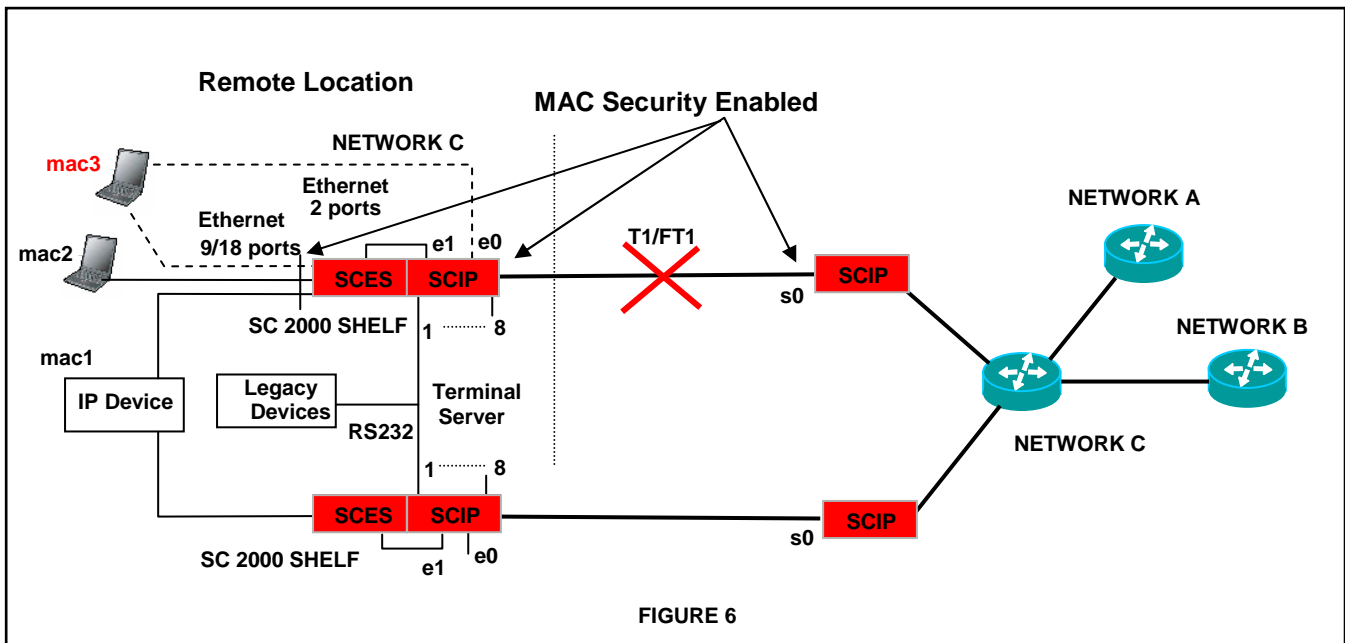 Remote Location
MAC Security Enabled
NETWORK C
mac3
Ethernet
2 ports
NETWORK A
Ethernet
9/18 ports
mac2
e1
e0
T1/FT1
SCES
SCIP
SCIP
s0
SC 2000 SHELF
1
8
NETWORK B
mac1
IP Device
Legacy
Devices
Terminal
Server
RS232
NETWORK C
1
8
SCES
SCIP
SCIP
s0
SC 2000 SHELF
e1
e0
FIGURE 6